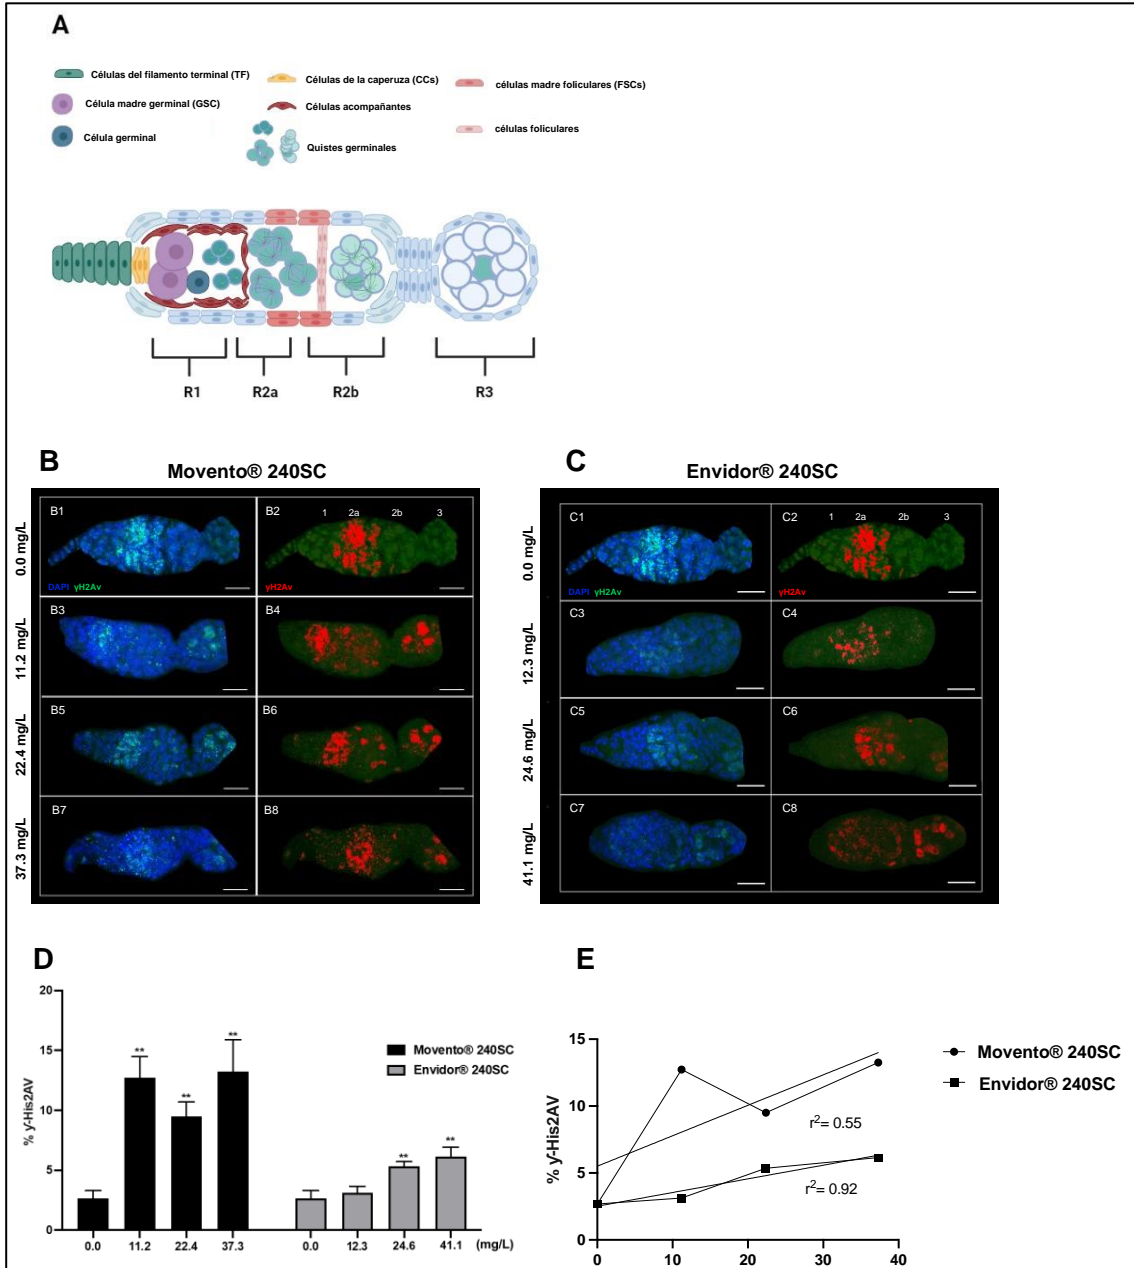 A
Células del filamento terminal (TF)
Células de la caperuza (CCs)
células madre foliculares (FSCs)
Célula madre germinal (GSC)
Células acompañantes
Célula germinal
Quistes germinales
células foliculares
R1 R2a R2b R3
B
Movento® 240SC
0.0 mg/L
11.2 mg/L
22.4 mg/L
37.3 mg/L
B1
DAPI γH2Av
B2 1 2a 2b 3
γH2Av
B3
B4
B5
B6
B7
B8
C
Envidor® 240SC
0.0 mg/L
12.3 mg/L
24.6 mg/L
41.1 mg/L
C1
DAPI γH2Av
C2 1 2a 2b 3
γH2Av
C3
C4
C5
C6
C7
C8
D
% γ-His2AV
20
15
10
5
0
** ** ** ** **
Movento® 240SC
Envidor® 240SC
0.0 11.2 22.4 37.3 0.0 12.3 24.6 41.1 (mg/L)
E
% γ-His2AV
15
10
5
0
r²= 0.55
r²= 0.92
Movento® 240SC
Envidor® 240SC
0 10 20 30 40